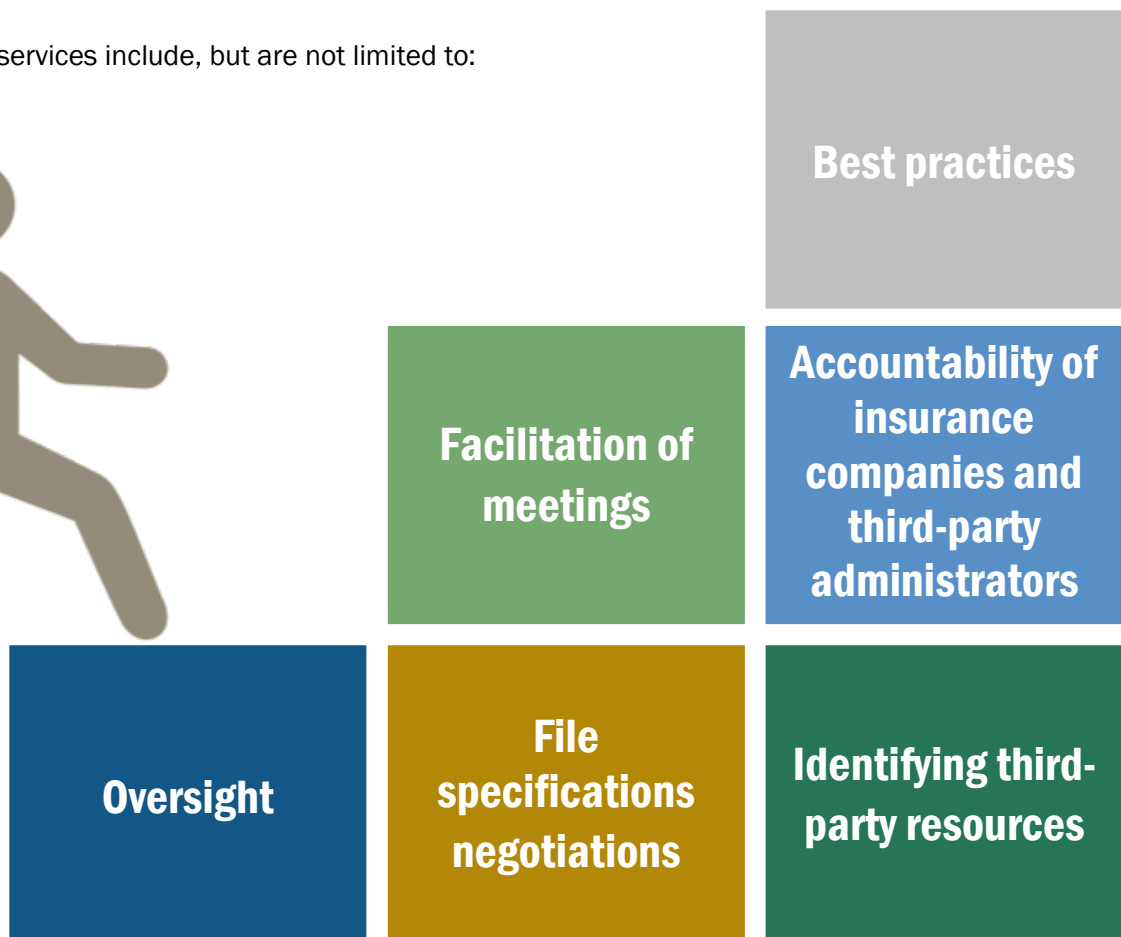 services include, but are not limited to:
Best practices
Facilitation of
meetings
Accountability of
insurance
companies and
third-party
administrators
Oversight
File
specifications
negotiations
Identifying third-
party resources